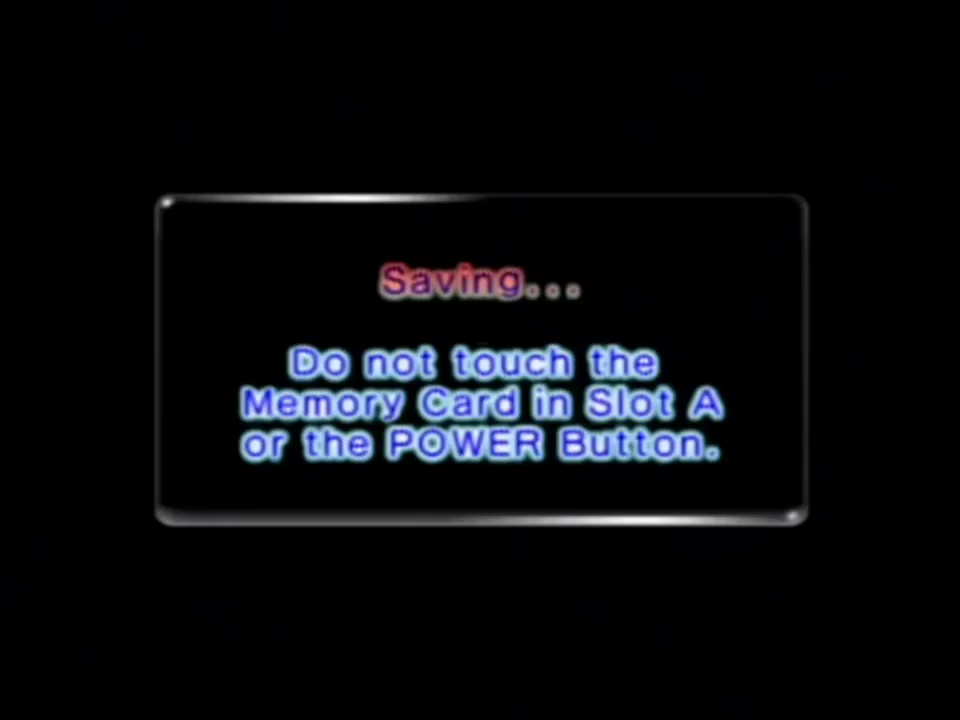 Saving...
Do not touch the
Memory Card in Slot A
or the POWER Button.